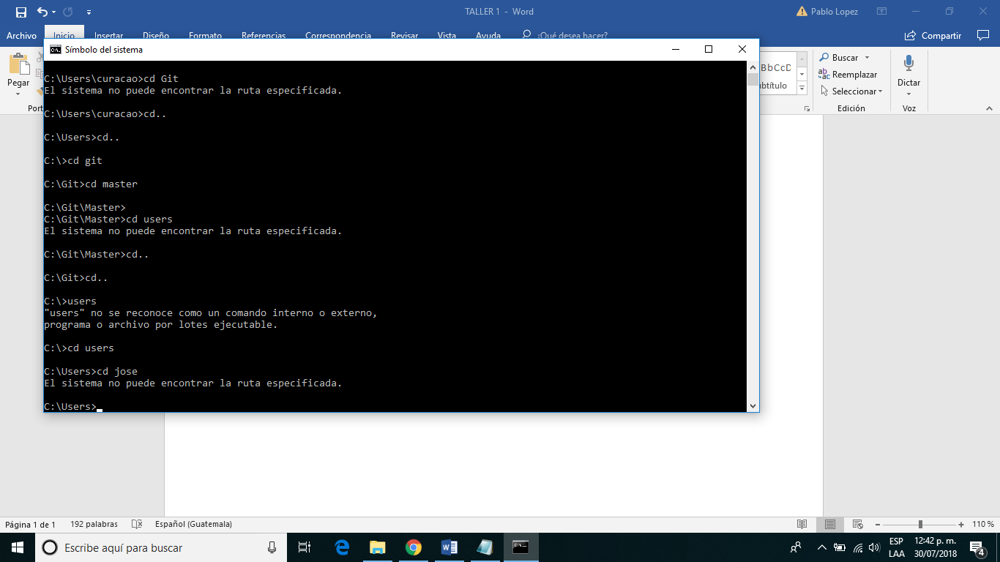 TALLER 1 - Word
Pablo Lopez
Archivo Inicio Insertar Diseño Formato Referencias Correspondencia Revisar Vista Ayuda ¿Qué desea hacer? Compartir
Símbolo del sistema
Pegar
C:\Users\curacao>cd Git
El sistema no puede encontrar la ruta especificada.
C:\Users\curacao>cd..
C:\Users>cd..
C:\>cd git
C:\Git>cd master
C:\Git\Master>
C:\Git\Master>cd users
El sistema no puede encontrar la ruta especificada.
C:\Git\Master>cd..
C:\Git>cd..
C:\>users
"users" no se reconoce como un comando interno o externo,
programa o archivo por lotes ejecutable.
C:\>cd users
C:\Users>cd jose
El sistema no puede encontrar la ruta especificada.
C:\Users>
BbCcD
btítulo
Buscar
Reemplazar
Seleccionar
Edición
Dictar
Voz
Port
Página 1 de 1 192 palabras Español (Guatemala) 110 %
Escribe aquí para buscar
ESP
LAA
12:42 p. m.
30/07/2018
4